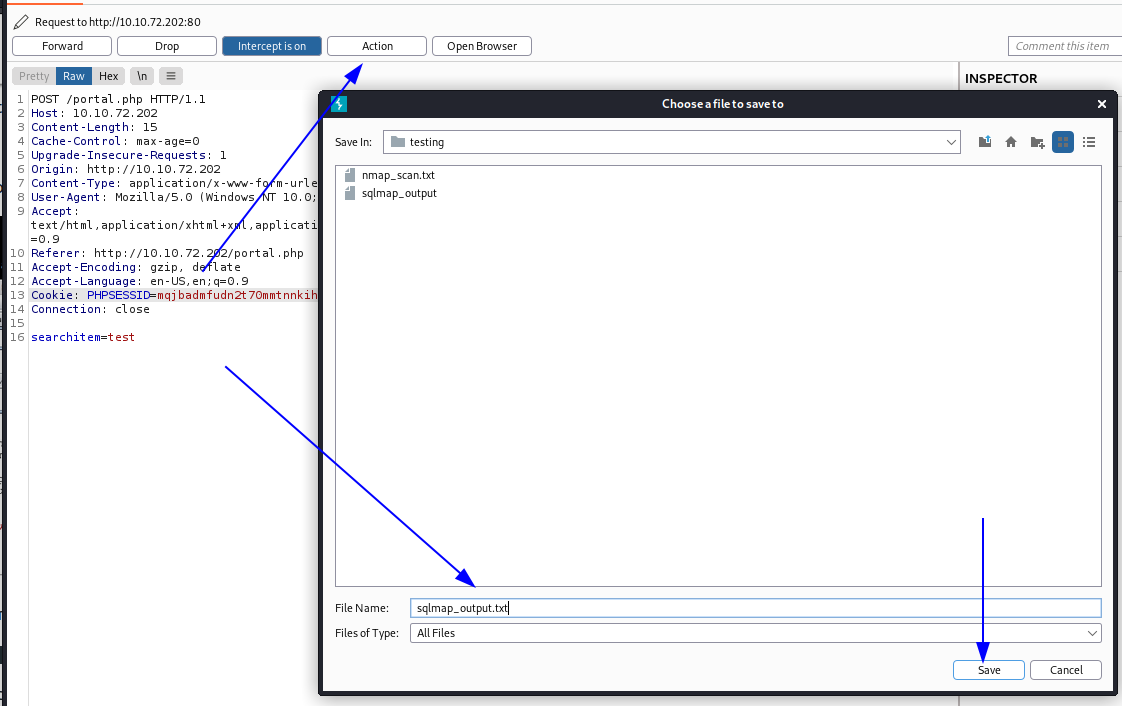 Request to http://10.10.72.202:80
Forward Drop Intercept is on Action Open Browser Comment this item
Pretty Raw Hex \n ≡
INSPECTOR
1 POST /portal.php HTTP/1.1
2 Host: 10.10.72.202
3 Content-Length: 15
4 Cache-Control: max-age=0
5 Upgrade-Insecure-Requests: 1
6 Origin: http://10.10.72.202
7 Content-Type: application/x-www-form-urle
8 User-Agent: Mozilla/5.0 (Windows NT 10.0;
9 Accept:
text/html,application/xhtml+xml,applicati
=0.9
10 Referer: http://10.10.72.202/portal.php
11 Accept-Encoding: gzip, deflate
12 Accept-Language: en-US,en;q=0.9
13 Cookie: PHPSESSID=mqjbadmfudn2t70mmtnnkih
14 Connection: close
15
16 searchitem=test
Choose a file to save to
Save In: testing
nmap_scan.txt
sqlmap_output
File Name: sqlmap_output.txt
Files of Type: All Files
Save Cancel